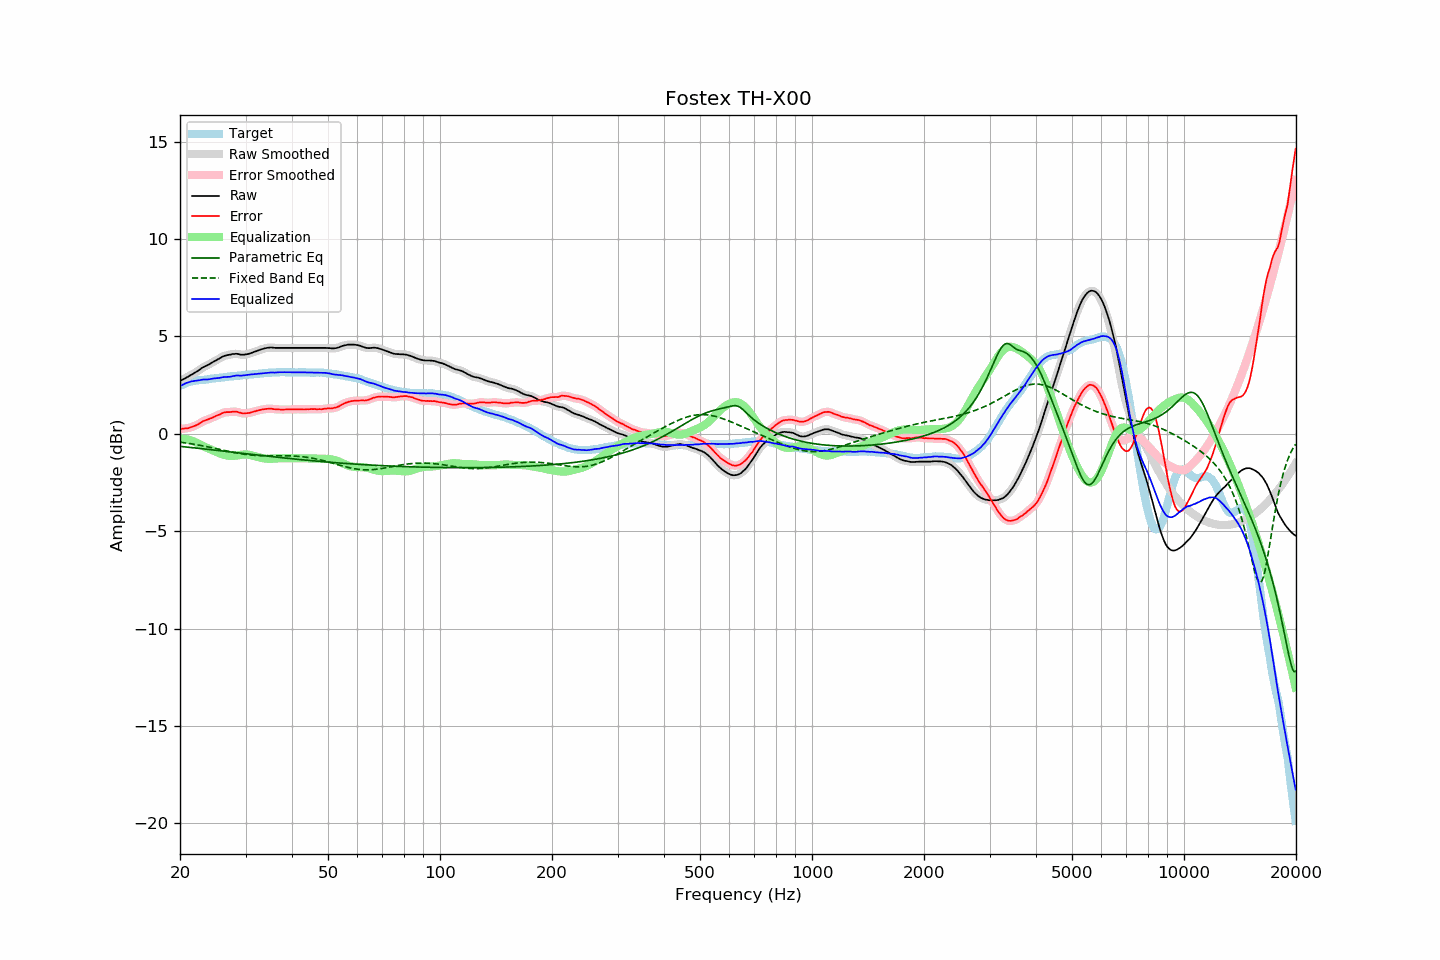 Fostex TH-X00
Target
Raw Smoothed
Error Smoothed
Raw
Error
Equalization
Parametric Eq
Fixed Band Eq
Equalized
Amplitude (dBr)
15
10
5
0
−5
−10
−15
−20
20 50 100 200 500 1000 2000 5000 10000 20000
Frequency (Hz)